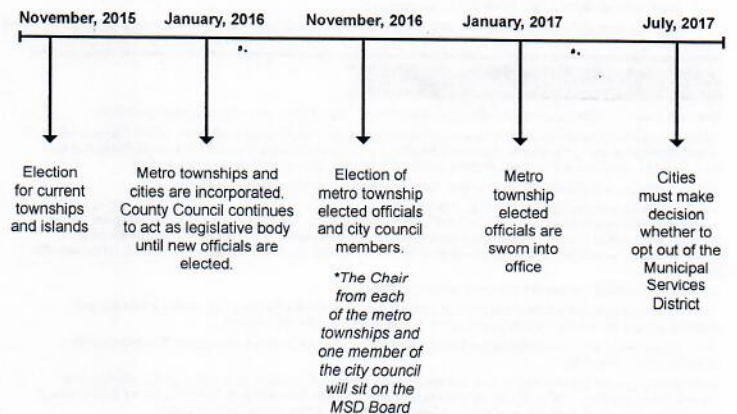 November, 2015 January, 2016 November, 2016 January, 2017 July, 2017
Election
for current
townships
and islands
Metro townships and
cities are incorporated.
County Council continues
to act as legislative body
until new officials are
elected.
Election of
metro township
elected officials
and city council
members.
*The Chair
from each
of the metro
townships and
one member of
the city council
will sit on the
MSD Board
Metro
township
elected
officials are
sworn into
office
Cities
must make
decision
whether to
opt out of the
Municipal
Services
District